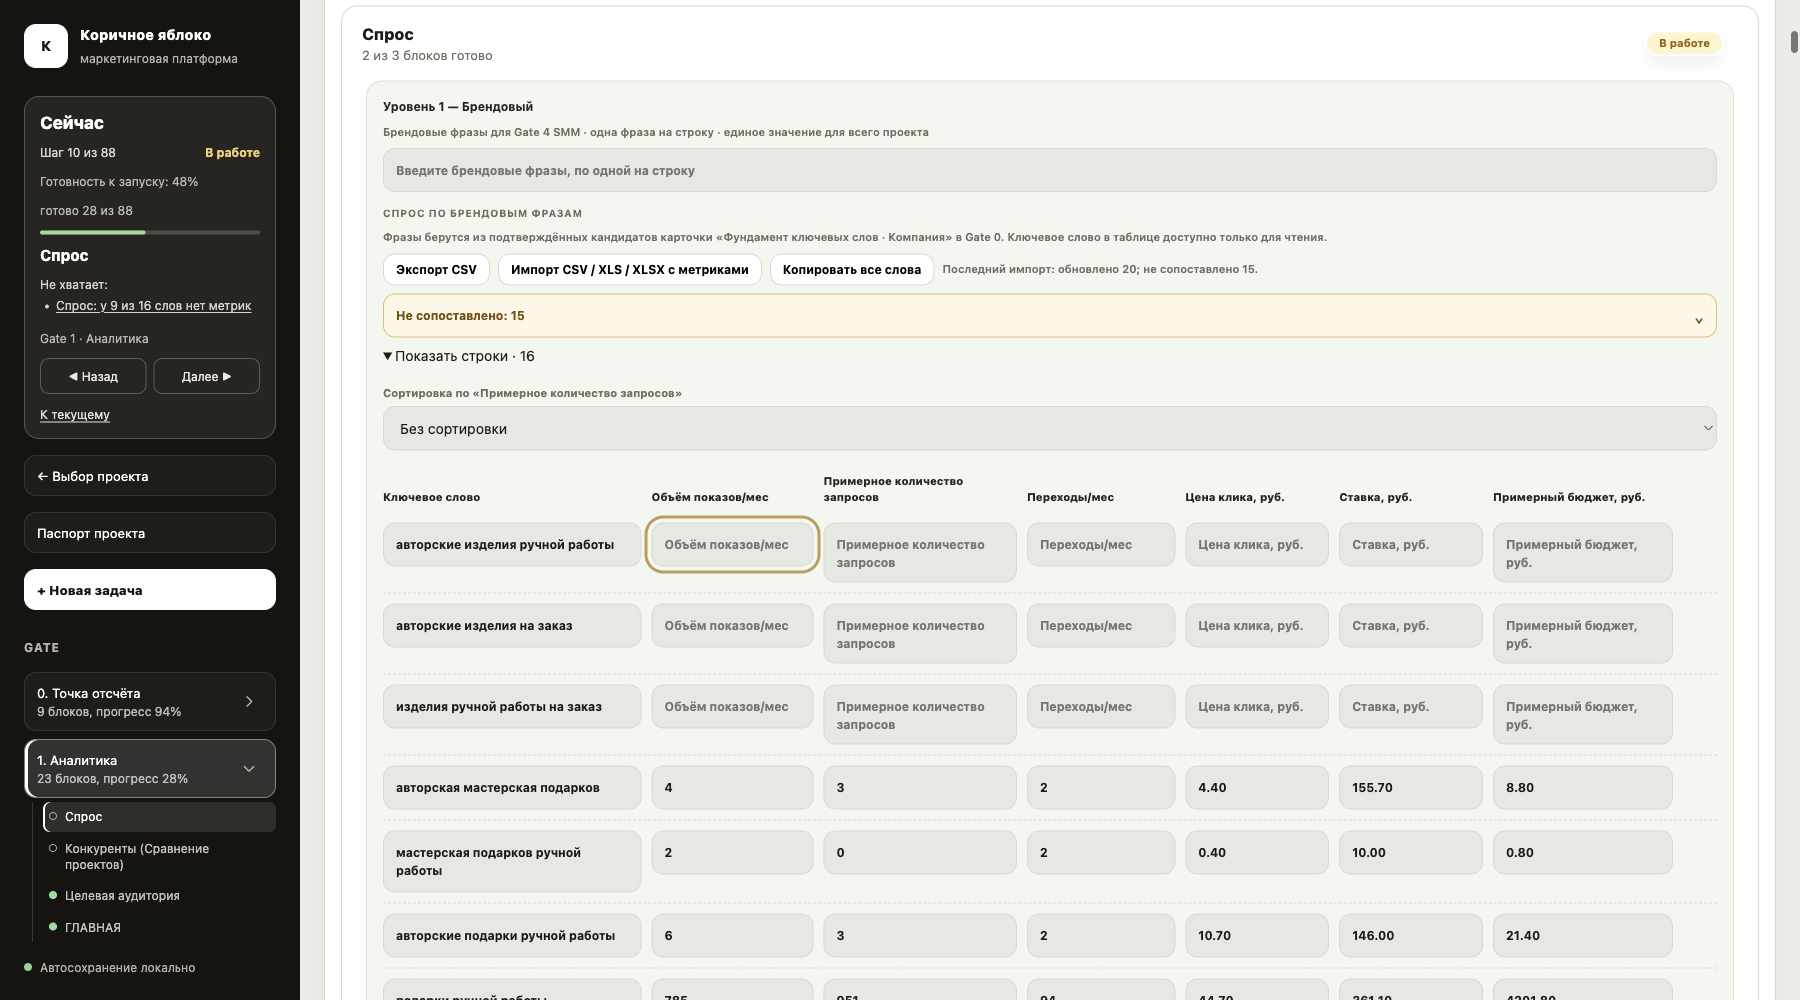 К
Коричное яблоко
маркетинговая платформа
Сейчас
Шаг 10 из 88
В работе
Готовность к запуску: 48%
готово 28 из 88
Спрос
Не хватает:
• Спрос: у 9 из 16 слов нет метрик
Gate 1 · Аналитика
◀ Назад
Далее ▶
К текущему
← Выбор проекта
Паспорт проекта
+ Новая задача
GATE
0. Точка отсчёта
9 блоков, прогресс 94%
1. Аналитика
23 блоков, прогресс 28%
Спрос
Конкуренты (Сравнение
проектов)
Целевая аудитория
ГЛАВНАЯ
Автосохранение локально
Спрос
2 из 3 блоков готово
В работе
Уровень 1 — Брендовый
Брендовые фразы для Gate 4 SMM · одна фраза на строку · единое значение для всего проекта
Введите брендовые фразы, по одной на строку
СПРОС ПО БРЕНДОВЫМ ФРАЗАМ
Фразы берутся из подтверждённых кандидатов карточки «Фундамент ключевых слов · Компания» в Gate 0. Ключевое слово в таблице доступно только для чтения.
Экспорт CSV
Импорт CSV / XLS / XLSX с метриками
Копировать все слова
Последний импорт: обновлено 20; не сопоставлено 15.
Не сопоставлено: 15
▼ Показать строки · 16
Сортировка по «Примерное количество запросов»
Без сортировки
Ключевое слово
Объём показов/мес
Примерное количество
запросов
Переходы/мес
Цена клика, руб.
Ставка, руб.
Примерный бюджет, руб.
авторские изделия ручной работы
Объём показов/мес
Примерное количество
запросов
Переходы/мес
Цена клика, руб.
Ставка, руб.
Примерный бюджет,
руб.
авторские изделия на заказ
Объём показов/мес
Примерное количество
запросов
Переходы/мес
Цена клика, руб.
Ставка, руб.
Примерный бюджет,
руб.
изделия ручной работы на заказ
Объём показов/мес
Примерное количество
запросов
Переходы/мес
Цена клика, руб.
Ставка, руб.
Примерный бюджет,
руб.
авторская мастерская подарков
4
3
2
4.40
155.70
8.80
мастерская подарков ручной
работы
2
0
2
0.40
10.00
0.80
авторские подарки ручной работы
6
3
2
10.70
146.00
21.40
подарки ручной работы
785
951
94
44.70
361.10
4201.80